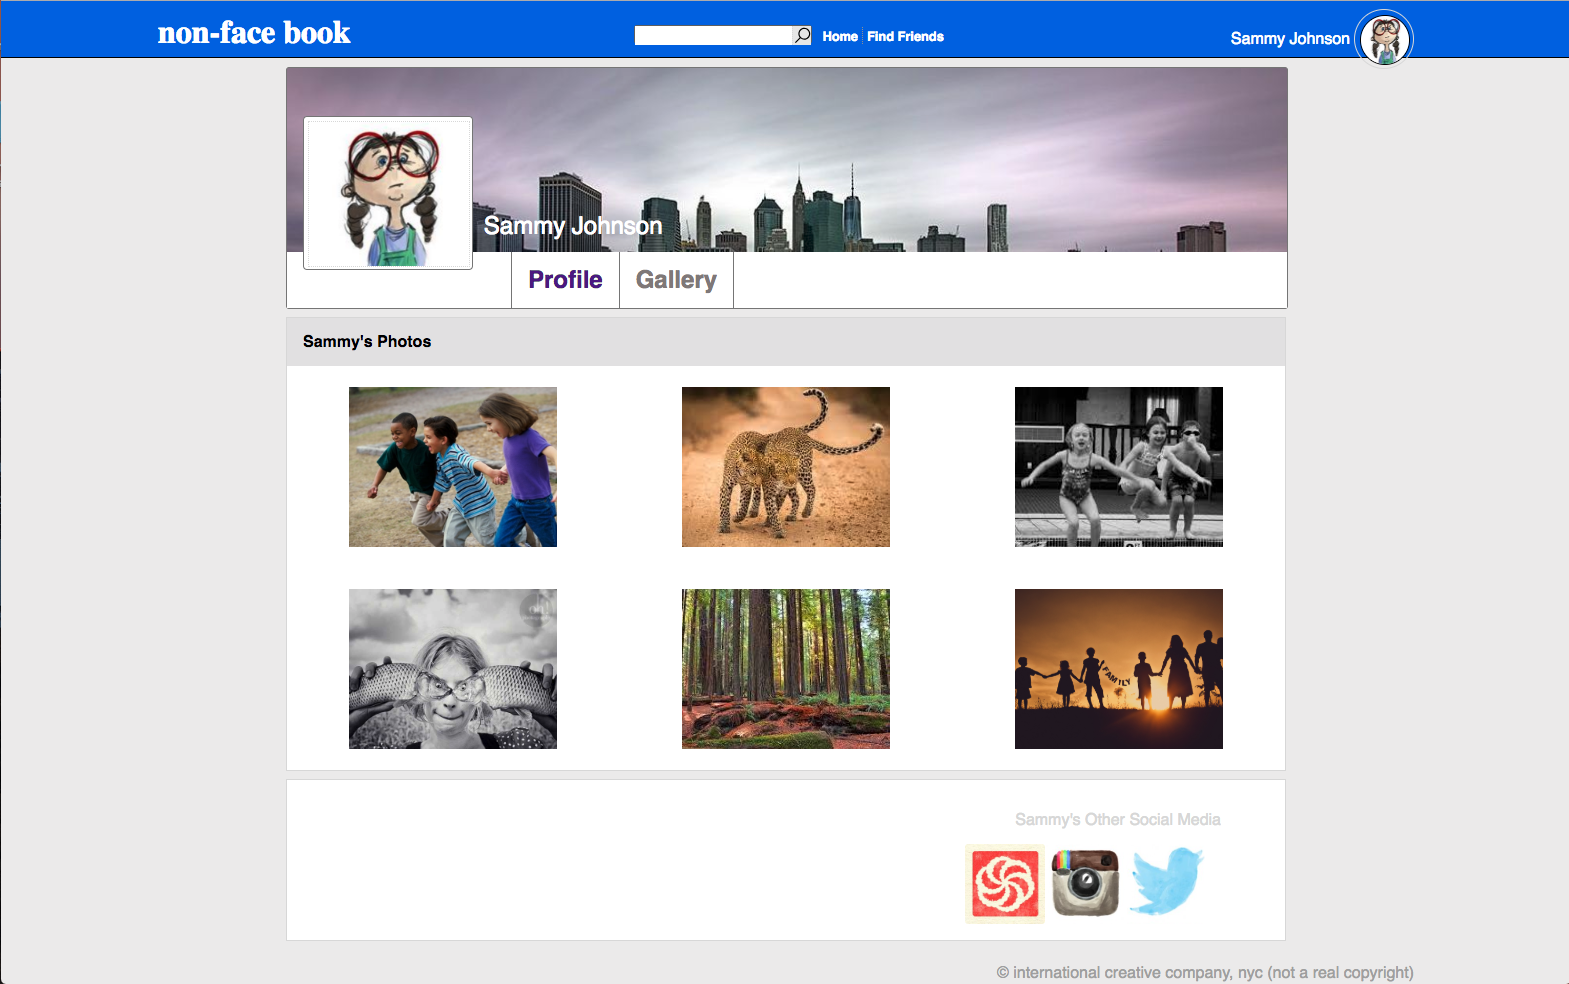 non-face book
Home
Find Friends
Sammy Johnson
Sammy Johnson
Profile
Gallery
Sammy's Photos
FAMILY
Sammy's Other Social Media
© international creative company, nyc (not a real copyright)